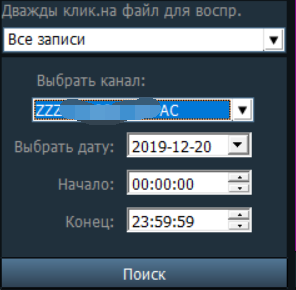 Дважды клик.на файл для воспр.
Все записи
Выбрать канал:
ZZZ AC
Выбрать дату: 2019-12-20
Начало: 00:00:00
Конец: 23:59:59
Поиск